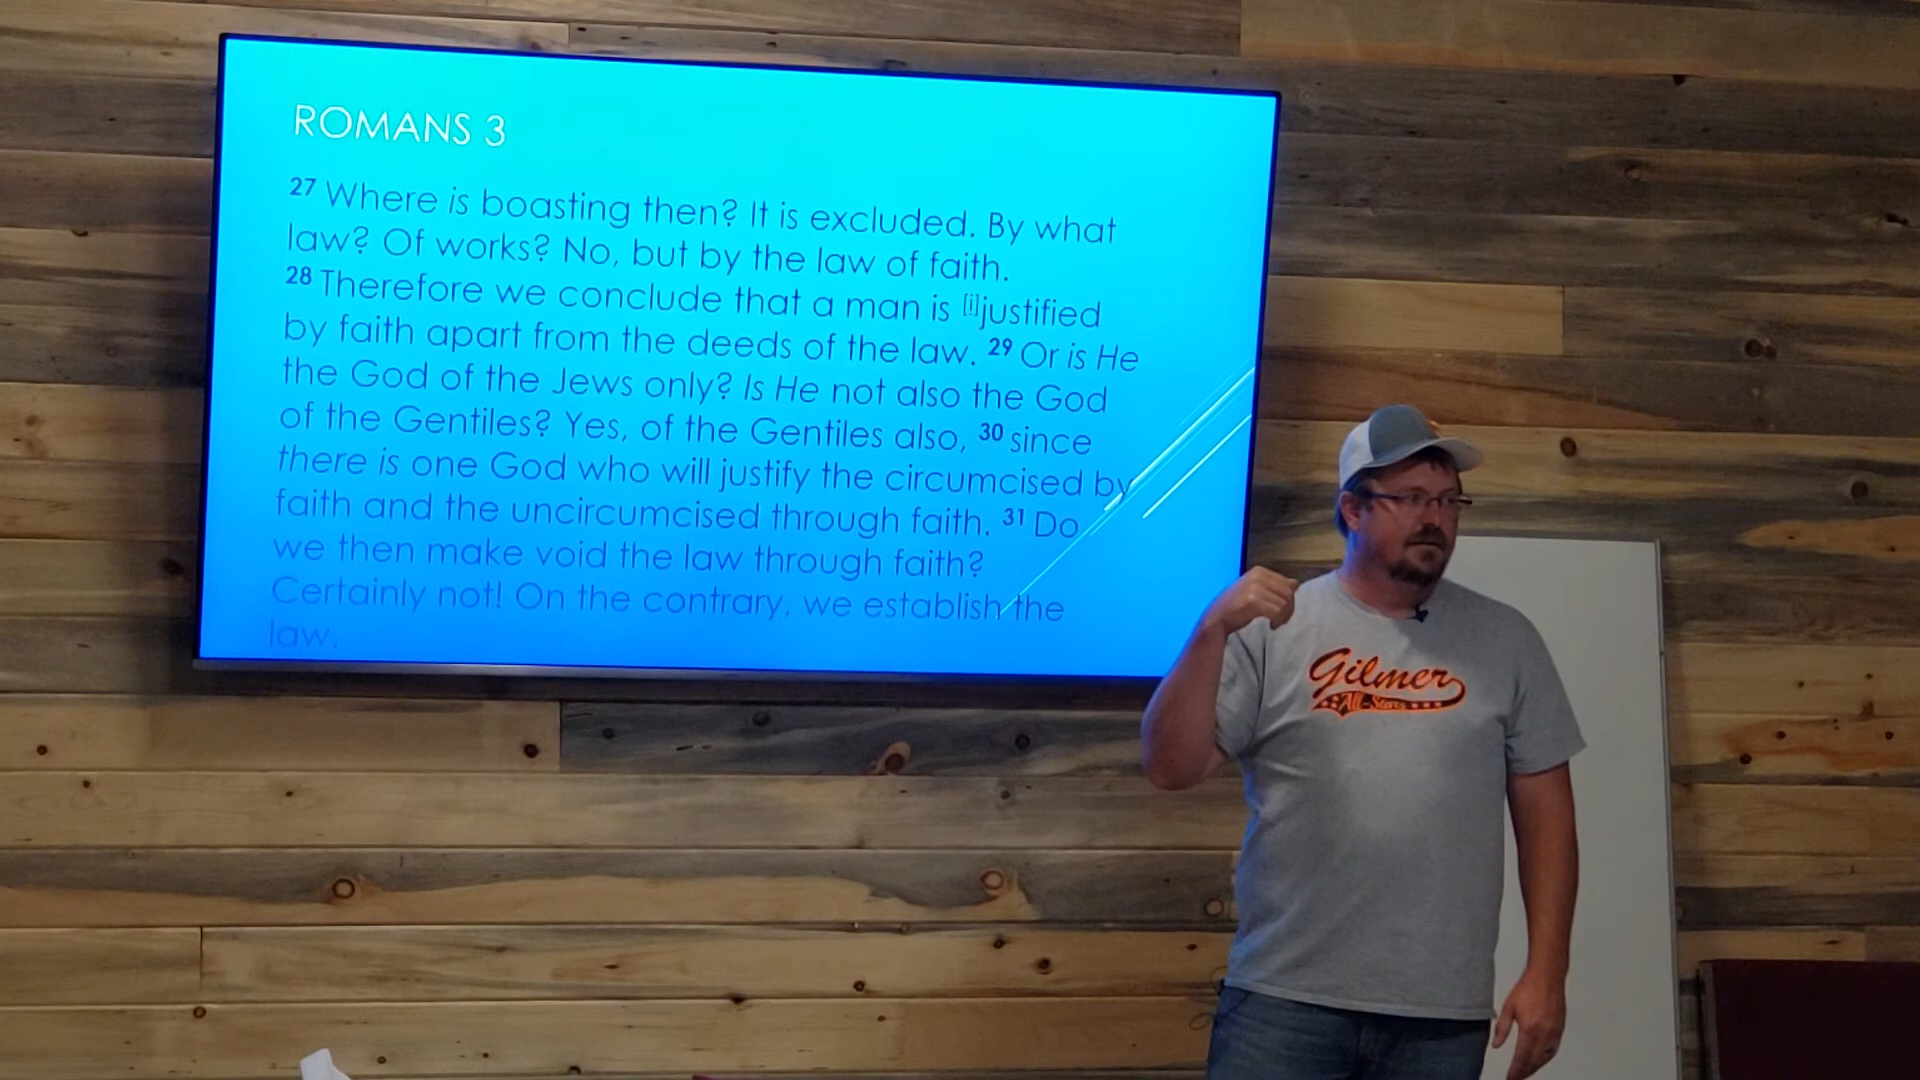 ROMANS 3
27 Where is boasting then? It is excluded. By what
law? Of works? No, but by the law of faith.
28 Therefore we conclude that a man is [i]justified
by faith apart from the deeds of the law. 29 Or is He
the God of the Jews only? Is He not also the God
of the Gentiles? Yes, of the Gentiles also, 30 since
there is one God who will justify the circumcised by
faith and the uncircumcised through faith. 31 Do
we then make void the law through faith?
Certainly not! On the contrary, we establish the
law.
Gilmer
All-Stars